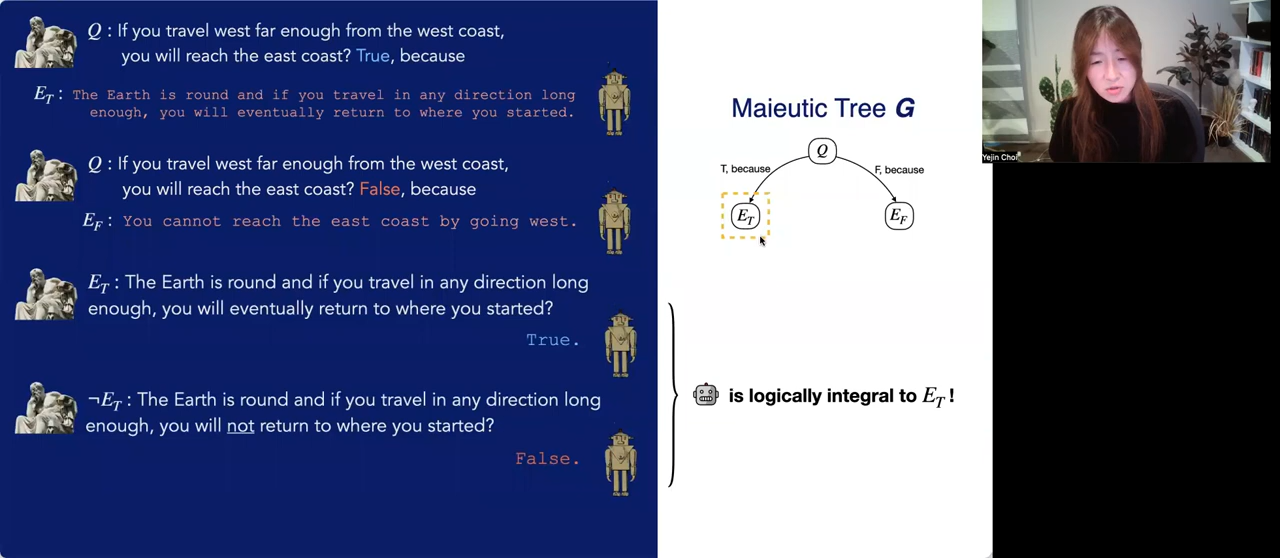 Q : If you travel west far enough from the west coast,
you will reach the east coast? True, because
E_T : The Earth is round and if you travel in any direction long
enough, you will eventually return to where you started.
Q : If you travel west far enough from the west coast,
you will reach the east coast? False, because
E_F : You cannot reach the east coast by going west.
E_T : The Earth is round and if you travel in any direction long
enough, you will eventually return to where you started?
True.
¬E_T : The Earth is round and if you travel in any direction long
enough, you will not return to where you started?
False.
Maieutic Tree G
Q
T, because
F, because
E_T
E_F
is logically integral to E_T !
Yejin Choi